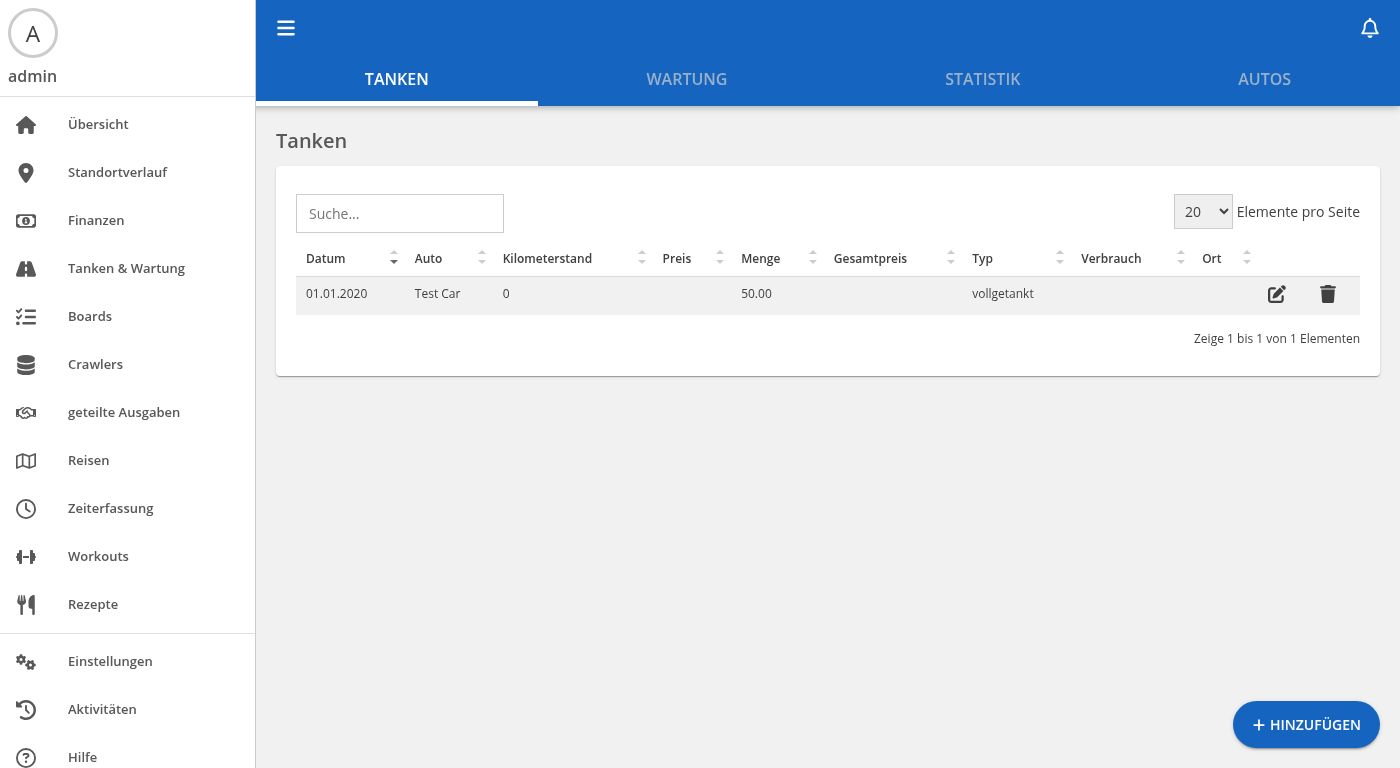 A
admin
Übersicht
Standortverlauf
Finanzen
Tanken & Wartung
Boards
Crawlers
geteilte Ausgaben
Reisen
Zeiterfassung
Workouts
Rezepte
Einstellungen
Aktivitäten
Hilfe
TANKEN WARTUNG STATISTIK AUTOS
Tanken
Suche... 20 Elemente pro Seite
Datum Auto Kilometerstand Preis Menge Gesamtpreis Typ Verbrauch Ort
01.01.2020 Test Car 0 50.00 vollgetankt
Zeige 1 bis 1 von 1 Elementen
HINZUFÜGEN